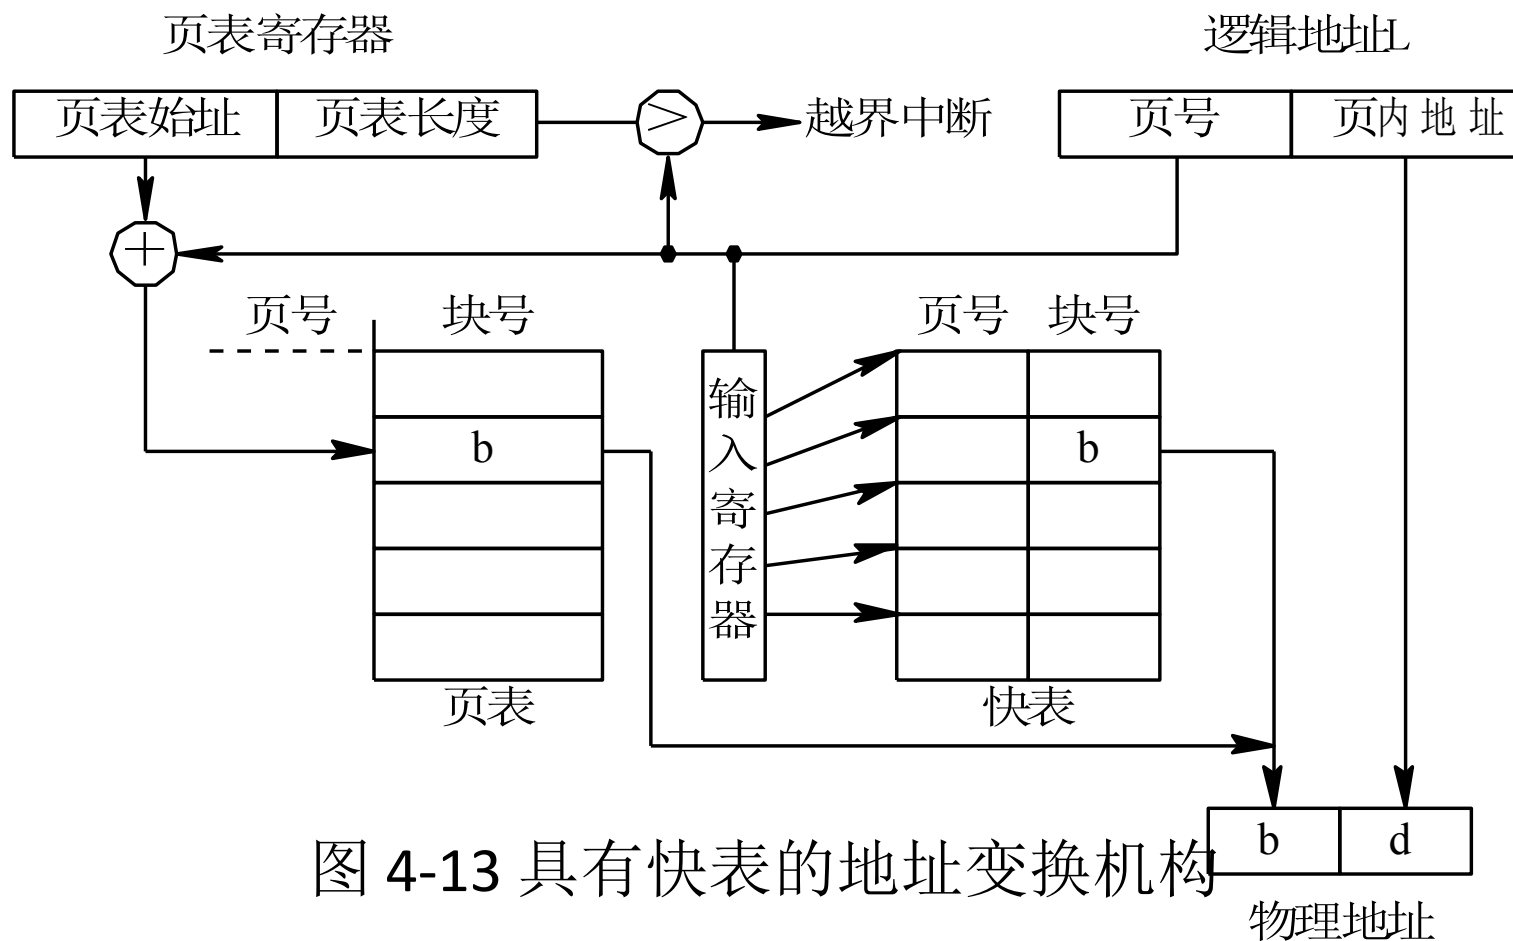 页表寄存器
逻辑地址L
页表始址
页表长度
>
越界中断
页号
页内地址
+
页号
块号
页号
块号
b
输入寄存器
b
页表
快表
b
d
图 4-13 具有快表的地址变换机构
物理地址